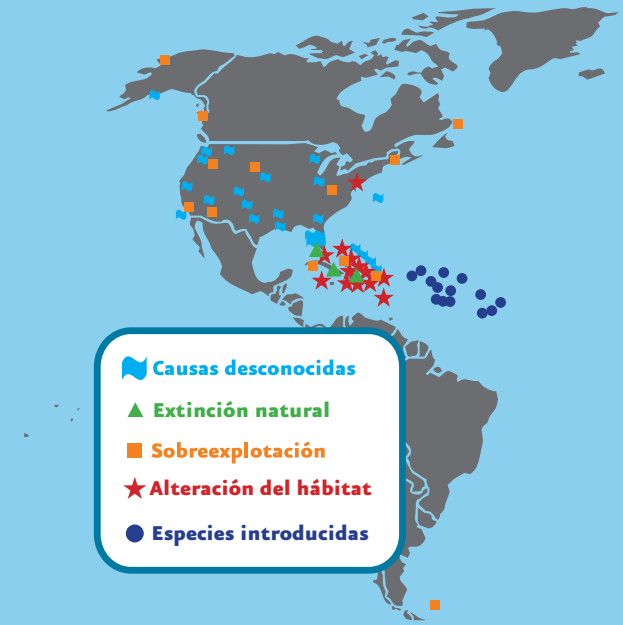 Causas desconocidas
Extinción natural
Sobreexplotación
Alteración del hábitat
Especies introducidas